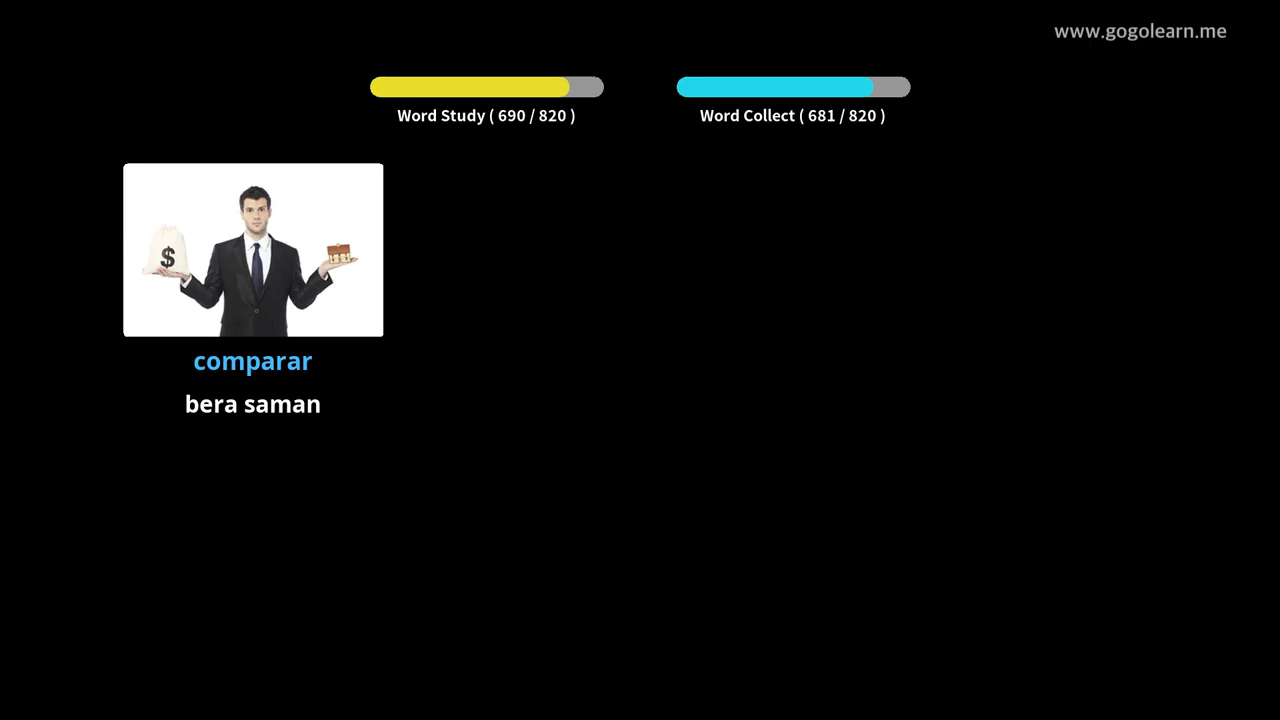 www.gogolearn.me
Word Study ( 690 / 820 )
Word Collect ( 681 / 820 )
$
comparar
bera saman